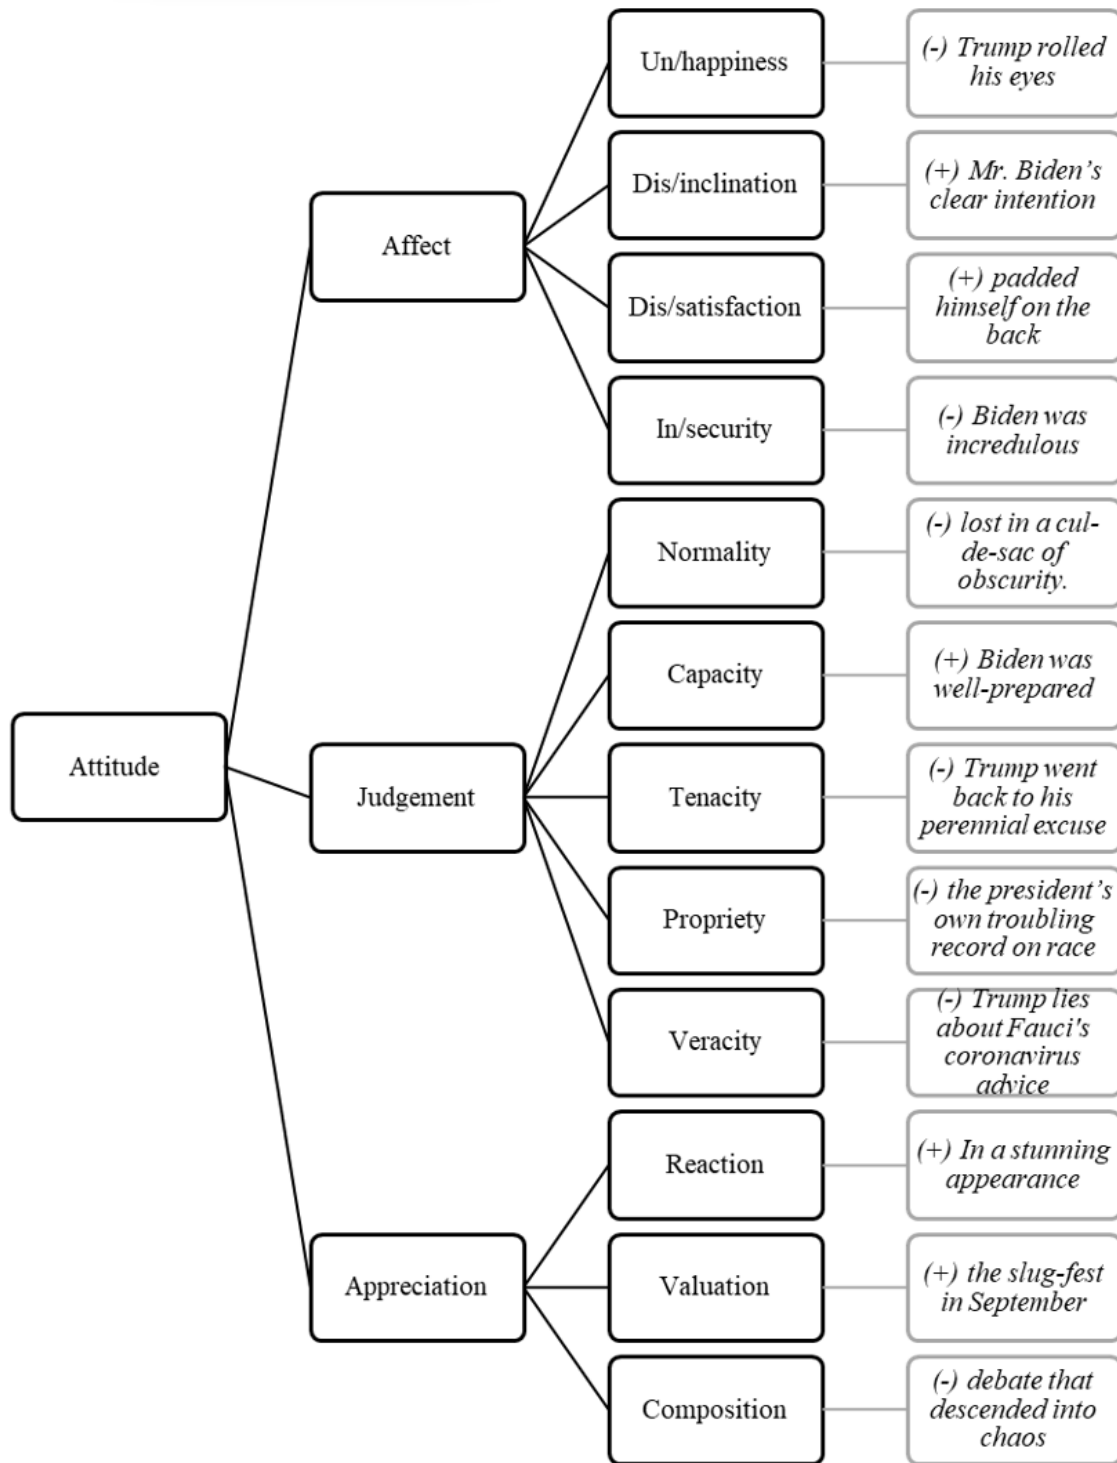 Attitude
Affect
Un/happiness
(-) Trump rolled
his eyes
Dis/inclination
(+) Mr. Biden’s
clear intention
Dis/satisfaction
(+) padded
himself on the
back
In/security
(-) Biden was
incredulous
Judgement
Normality
(-) lost in a cul-
de-sac of
obscurity.
Capacity
(+) Biden was
well-prepared
Tenacity
(-) Trump went
back to his
perennial excuse
Propriety
(-) the president’s
own troubling
record on race
Veracity
(-) Trump lies
about Fauci's
coronavirus
advice
Appreciation
Reaction
(+) In a stunning
appearance
Valuation
(+) the slug-fest
in September
Composition
(-) debate that
descended into
chaos